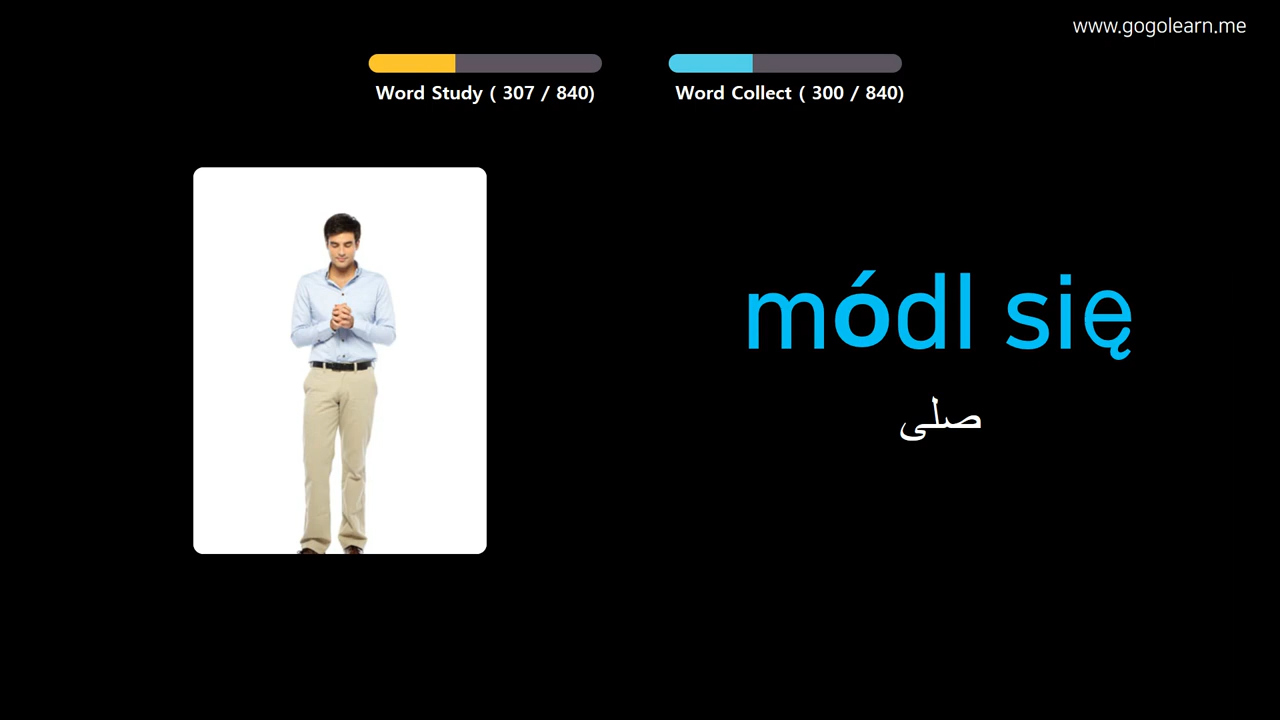 www.gogolearn.me
Word Study ( 307 / 840)
Word Collect ( 300 / 840)
módl się
صلى